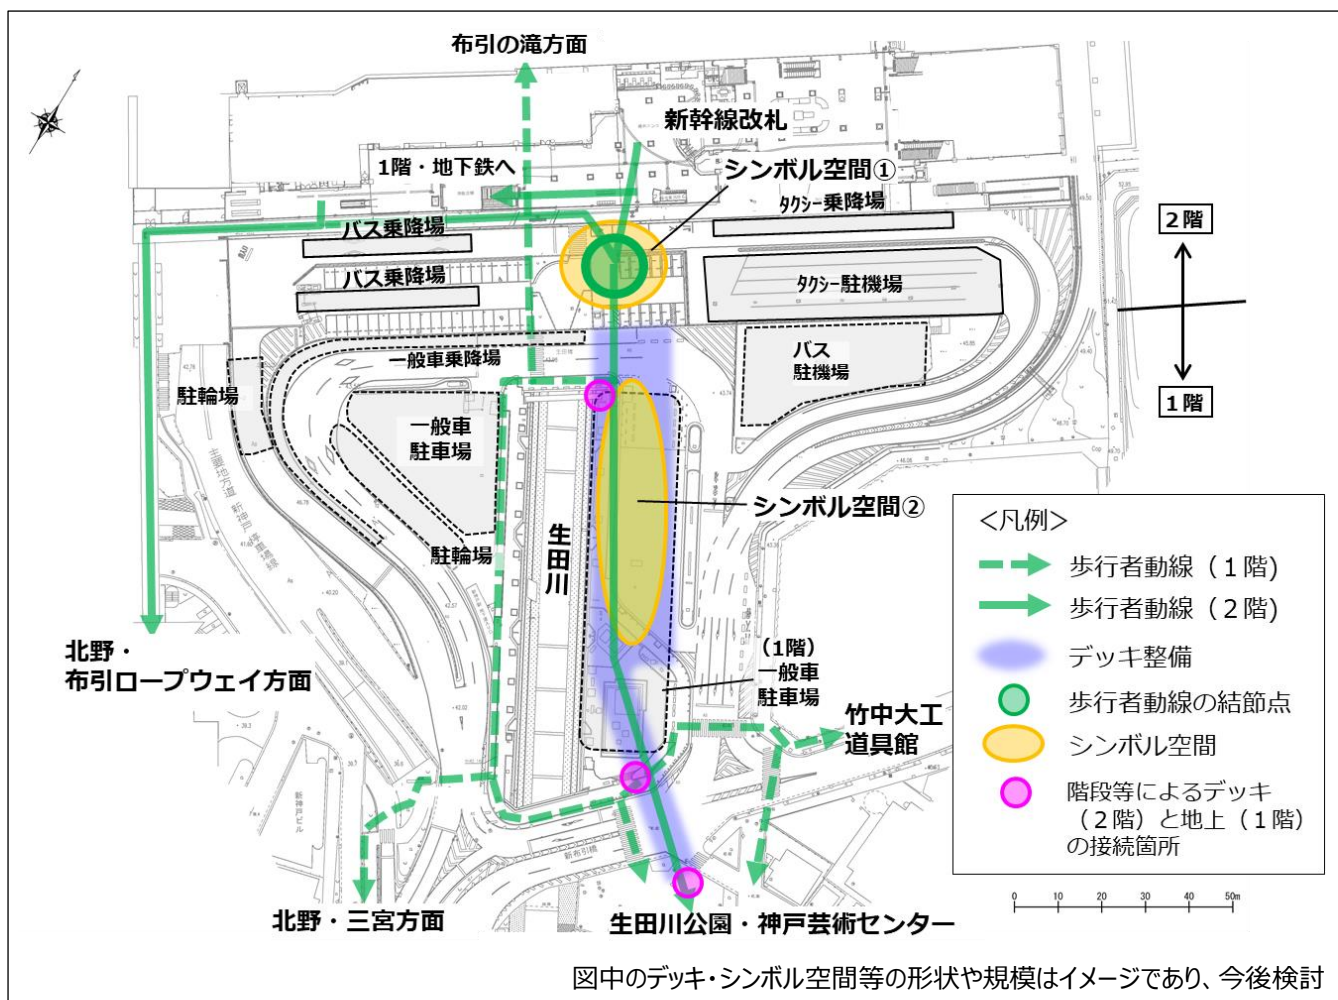 布引の滝方面
新幹線改札
1階・地下鉄へ
シンボル空間①
ﾀｸｼｰ乗降場
バス乗降場
バス乗降場
ﾀｸｼｰ駐機場
2階
1階
一般車乗降場
バス
駐機場
駐輪場
一般車
駐車場
駐輪場
生田川
シンボル空間②
(1階)
一般車
駐車場
北野・
布引ロープウェイ方面
竹中大工
道具館
新布引橋
北野・三宮方面
生田川公園・神戸芸術センター
<凡例>
歩行者動線（１階)
歩行者動線（２階)
デッキ整備
歩行者動線の結節点
シンボル空間
階段等によるデッキ
（２階）と地上（１階）
の接続箇所
0 10 20 30 40 50m
図中のデッキ・シンボル空間等の形状や規模はイメージであり、今後検討